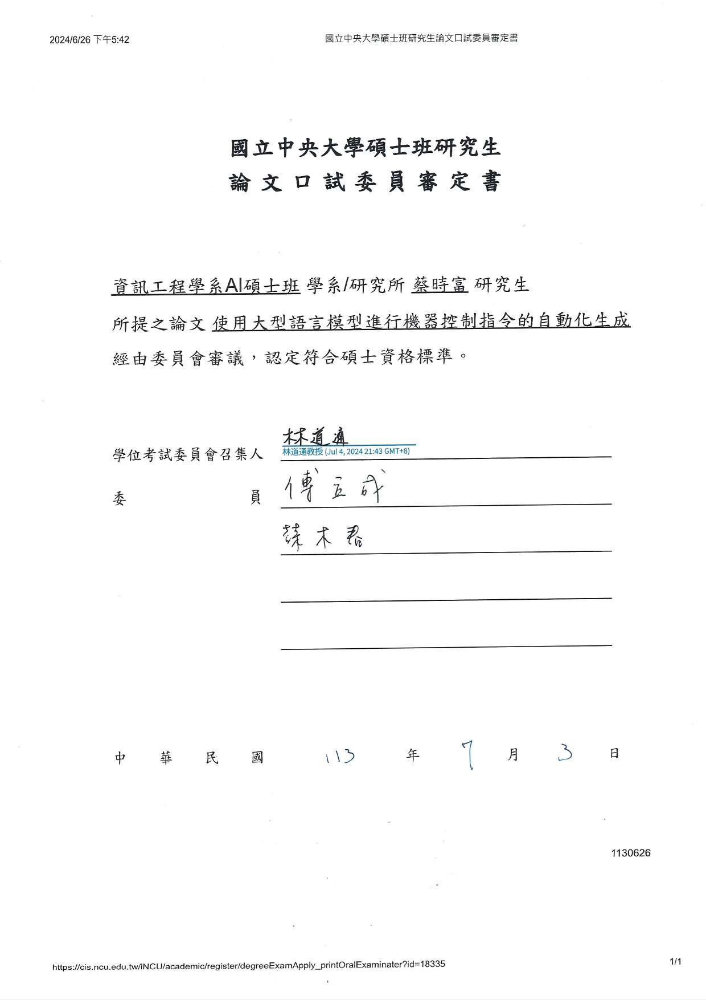 2024/6/26 下午5:42 國立中央大學碩士班研究生論文口試委員審定書
國立中央大學碩士班研究生
論文口試委員審定書
資訊工程學系AI碩士班 學系/研究所 蔡時富 研究生
所提之論文 使用大型語言模型進行機器控制指令的自動化生成
經由委員會審議，認定符合碩士資格標準。
林道通
學位考試委員會召集人 林道通教授 (Jul 4, 2024 21:43 GMT+8)
委員 傅立成
蘇木春
中華民國 113 年 7 月 3 日
1130626
https://cis.ncu.edu.tw/iNCU/academic/register/degreeExamApply_printOralExaminater?id=18335 1/1